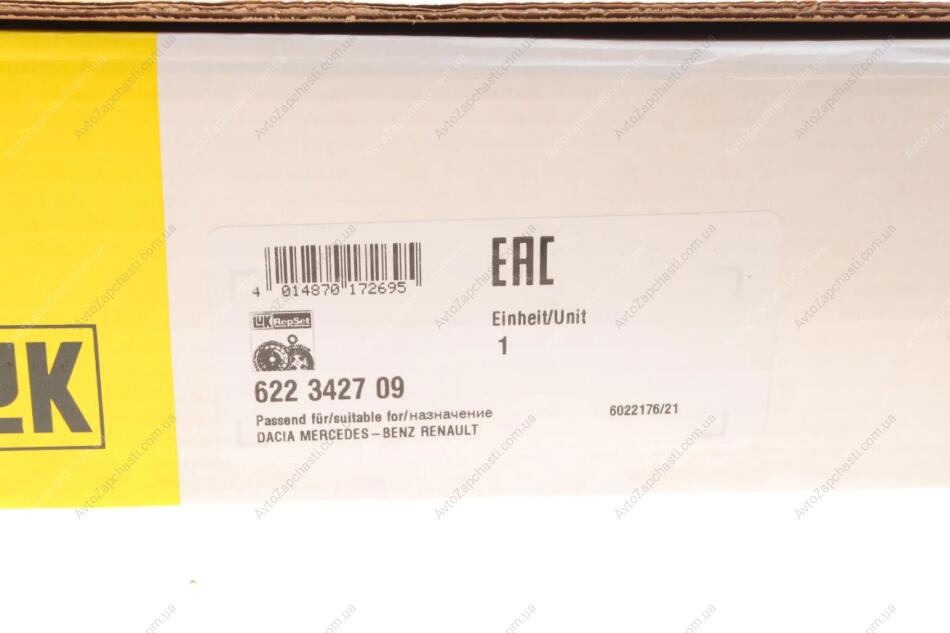 EAC
4 014870 172695
LUK RepSet
Einheit/Unit
1
622 3427 09
Passend für/suitable for/назначение
DACIA MERCEDES-BENZ RENAULT
6022176/21
LUK
AvtoZapchasti.com.ua